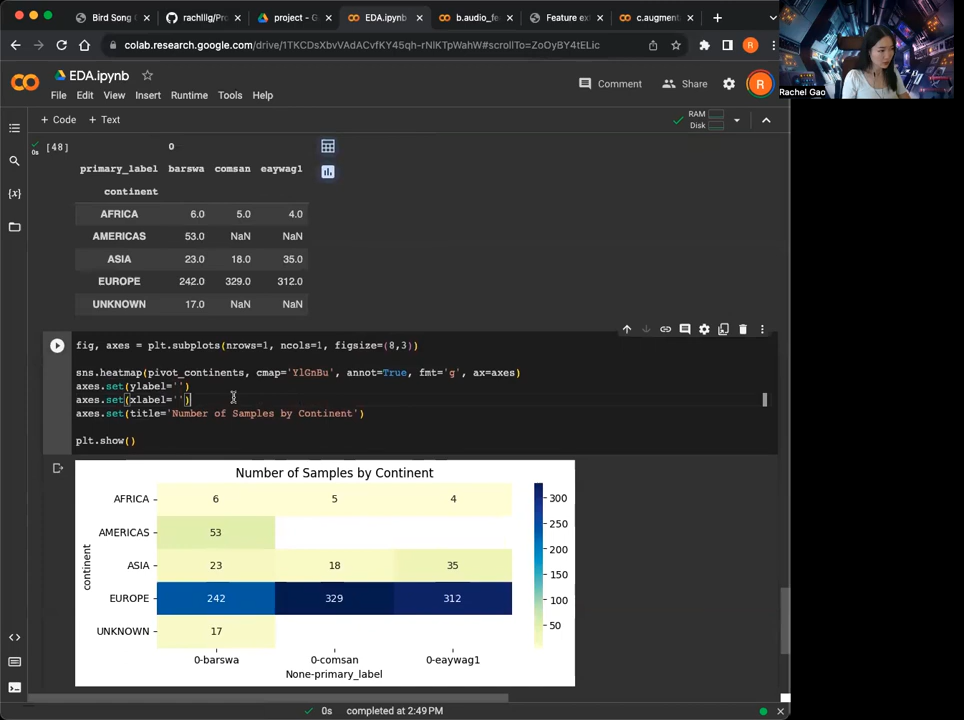 Bird Song C
rachlllg/Pro
project - G
EDA.ipynb
b.audio_fe
Feature ex
c.augment
colab.research.google.com/drive/1TKCDsXbvVADACvfKY45qh-rNlKTpWahW#scrollTo=ZoOyBY4tELic
R
EDA.ipynb
Comment
Share
R
Rachel Gao
File Edit View Insert Runtime Tools Help
+ Code + Text
RAM
Disk
[48]
0s
0
primary_label barswa comsan eaywag1
continent
AFRICA 6.0 5.0 4.0
AMERICAS 53.0 NaN NaN
ASIA 23.0 18.0 35.0
EUROPE 242.0 329.0 312.0
UNKNOWN 17.0 NaN NaN
fig, axes = plt.subplots(nrows=1, ncols=1, figsize=(8,3))
sns.heatmap(pivot_continents, cmap='YlGnBu', annot=True, fmt='g', ax=axes)
axes.set(ylabel='')
axes.set(xlabel='')
axes.set(title='Number of Samples by Continent')
plt.show()
Number of Samples by Continent
AFRICA 6 5 4
AMERICAS 53
ASIA 23 18 35
EUROPE 242 329 312
UNKNOWN 17
continent
0-barswa 0-comsan 0-eaywag1
None-primary_label
300
250
200
150
100
50
0s completed at 2:49PM